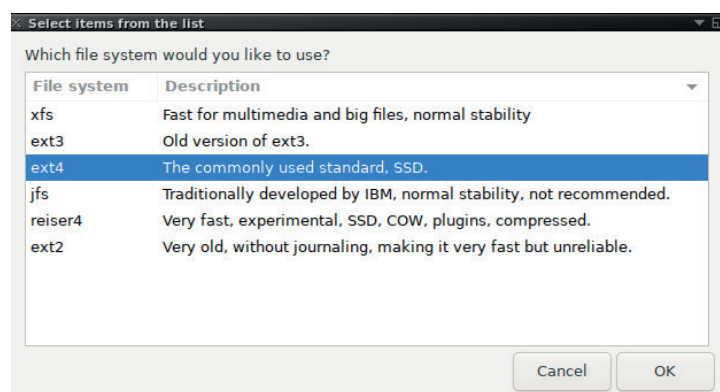 Select items from the list
Which file system would you like to use?
File system Description
xfs Fast for multimedia and big files, normal stability
ext3 Old version of ext3.
ext4 The commonly used standard, SSD.
jfs Traditionally developed by IBM, normal stability, not recommended.
reiser4 Very fast, experimental, SSD, COW, plugins, compressed.
ext2 Very old, without journaling, making it very fast but unreliable.
Cancel OK